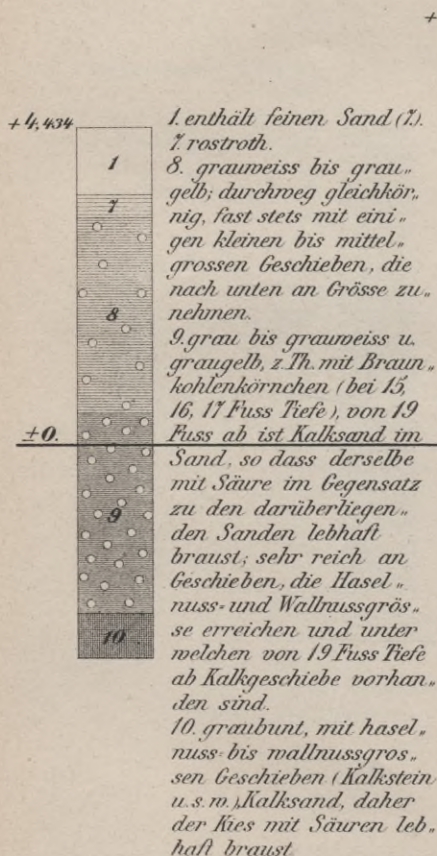 +
+4,434
1
7
8
±0.
9
10
1. enthält feinen Sand (7).
7. rostroth.
8. grauweiss bis grau„
gelb; durchweg gleichkör„
nig, fast stets mit eini„
gen kleinen bis mittel„
grossen Geschieben, die
nach unten an Grösse zu„
nehmen.
9. grau bis grauweiss u.
graugelb, z. Th. mit Braun„
kohlenkörnchen (bei 15,
16, 17 Fuss Tiefe), von 19
Fuss ab ist Kalksand im
Sand, so dass derselbe
mit Säure im Gegensatz
zu den darüberliegen„
den Sanden lebhaft
braust; sehr reich an
Geschieben, die Hasel„
nuss- und Wallnussgrös„
se erreichen und unter
welchen von 19 Fuss Tiefe
ab Kalkgeschiebe vorhan„
den sind.
10. graubunt, mit hasel„
nuss- bis wallnussgros„
sen Geschieben (Kalkstein
u. s. w.), Kalksand, daher
der Kies mit Säuren leb„
haft braust